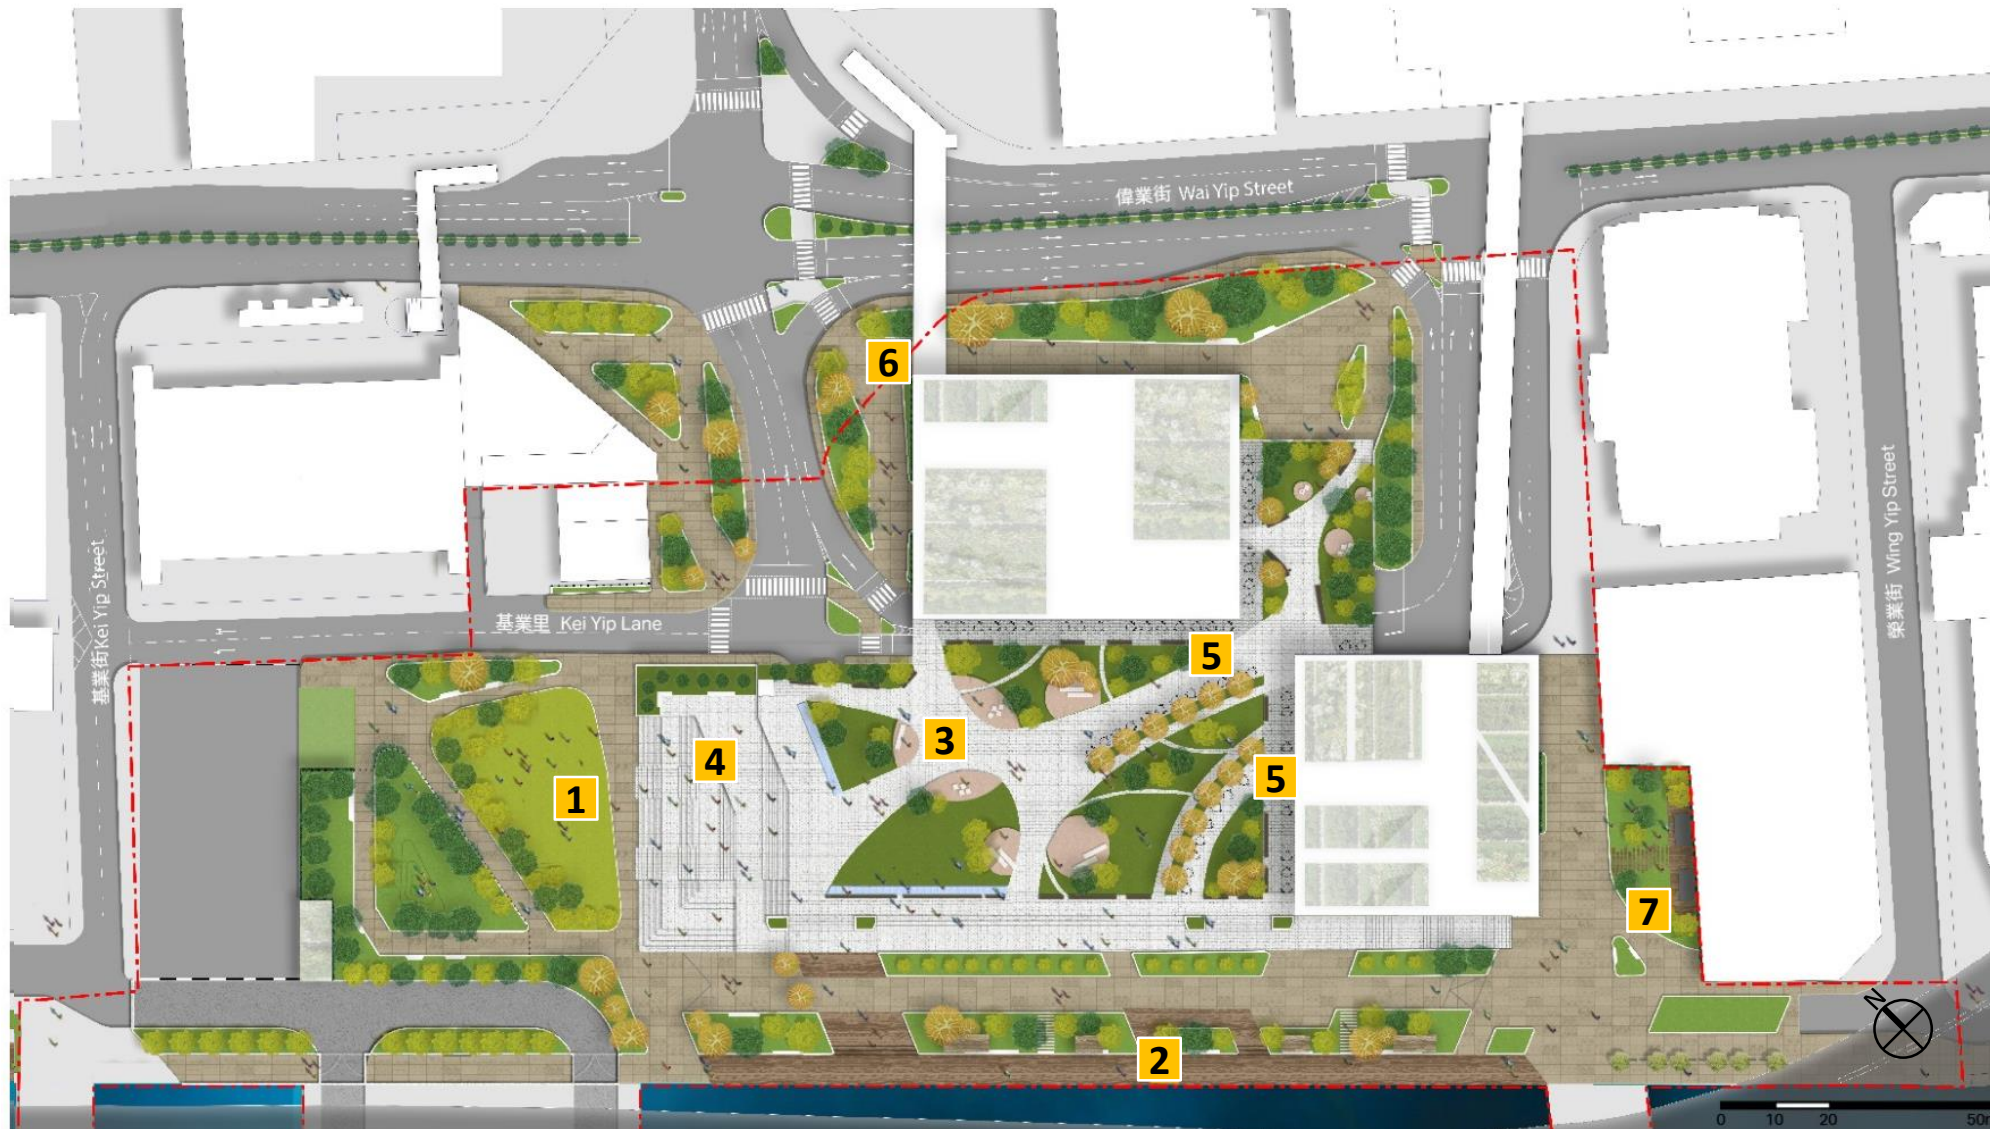 偉業街 Wai Yip Street
6
基業街 Kei Yip Street
榮業街 Wing Yip Street
基業里 Kei Yip Lane
5
3
4
5
1
7
N
2
0 10 20 50m